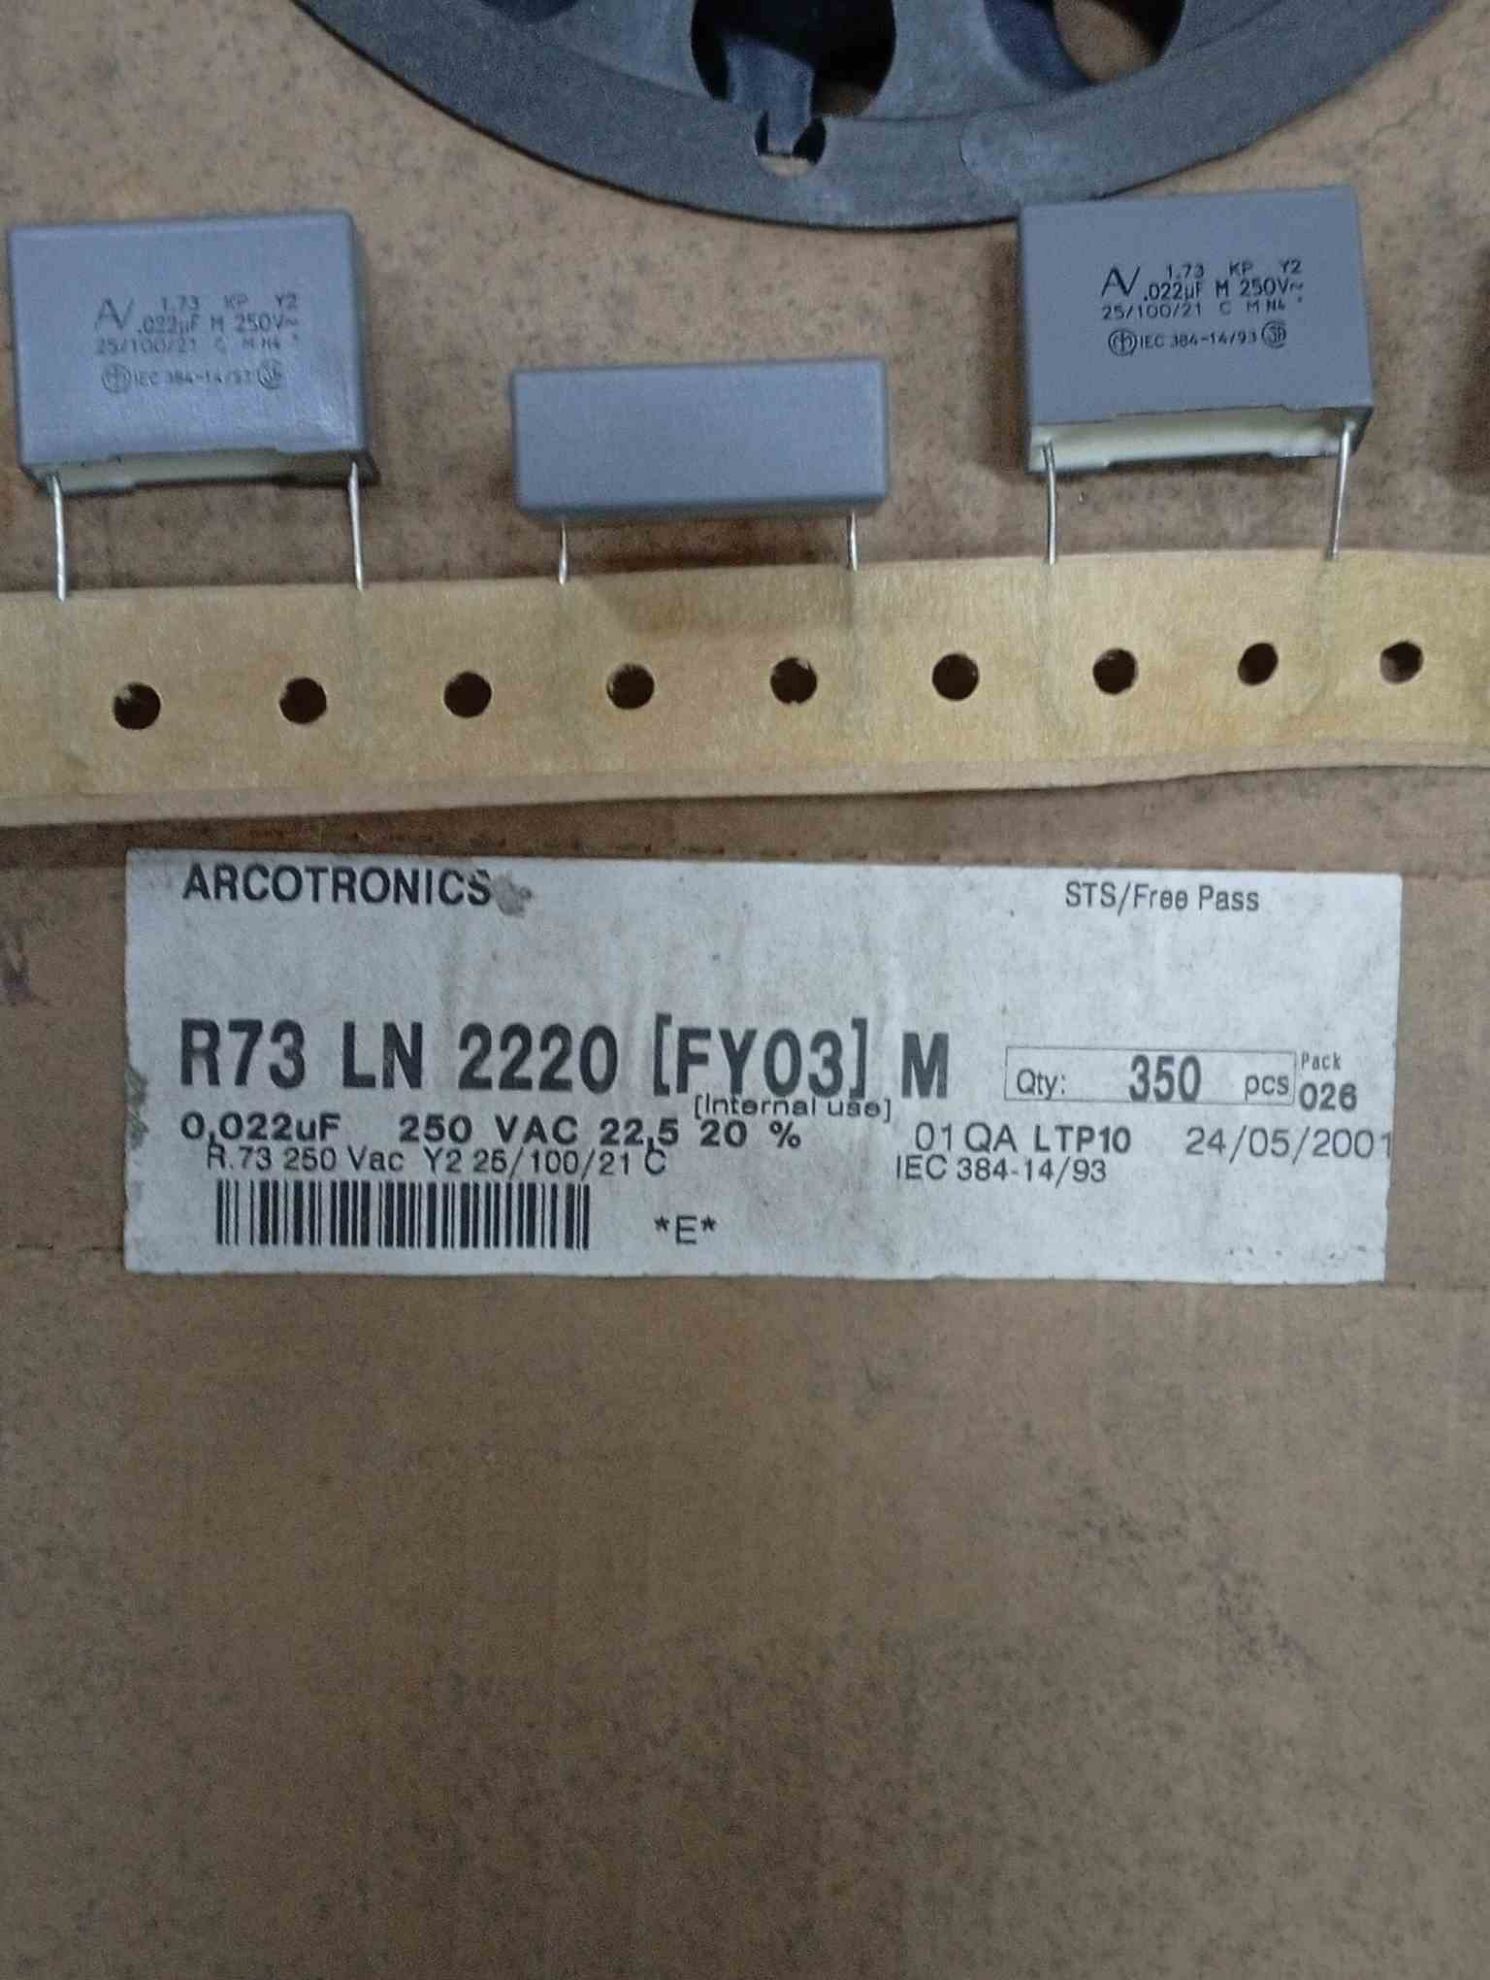 1.73 KP Y2
.022µF M 250V~
25/100/21 C M N4
IEC 384-14/93
1.73 KP Y2
.022µF M 250V~
25/100/21 C M N4
IEC 384-14/93
ARCOTRONICS
STS/Free Pass
R73 LN 2220 [FY03] M
Qty: 350 pcs
Pack
026
[Internal use]
0,022uF 250 VAC 22,5 20 %
01 QA LTP10 24/05/2001
R.73 250 Vac Y2 25/100/21 C
IEC 384-14/93
*E*